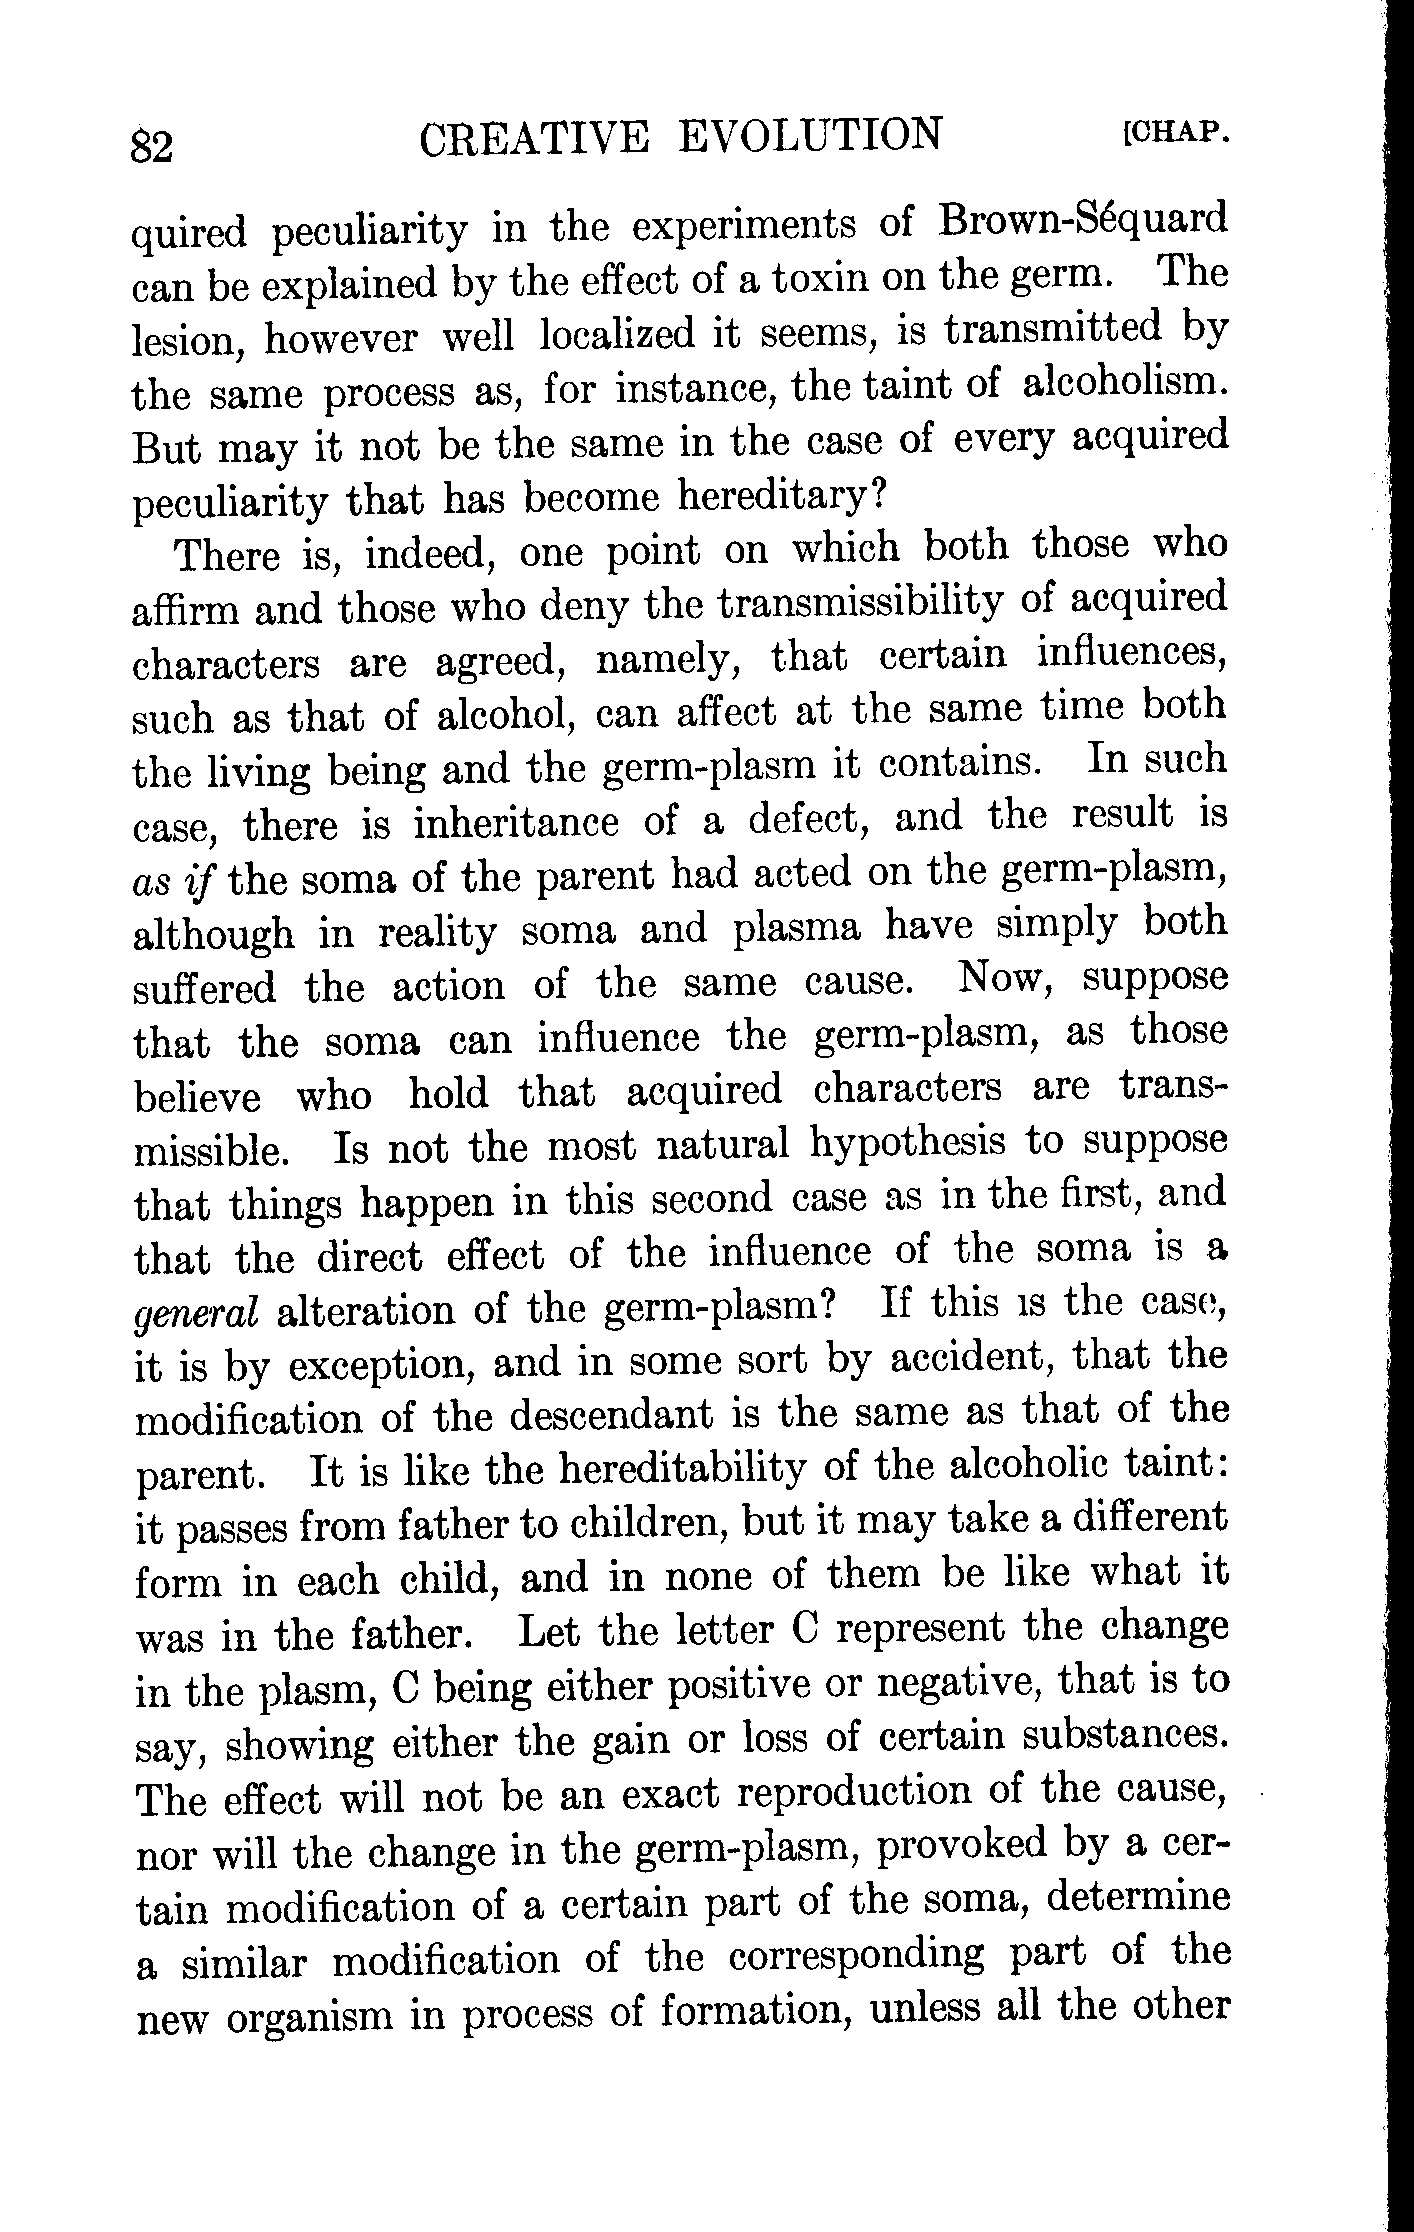 82 CREATIVE EVOLUTION [CHAP.
quired peculiarity in the experiments of Brown-Séquard
can be explained by the effect of a toxin on the germ. The
lesion, however well localized it seems, is transmitted by
the same process as, for instance, the taint of alcoholism.
But may it not be the same in the case of every acquired
peculiarity that has become hereditary?
There is, indeed, one point on which both those who
affirm and those who deny the transmissibility of acquired
characters are agreed, namely, that certain influences,
such as that of alcohol, can affect at the same time both
the living being and the germ-plasm it contains. In such
case, there is inheritance of a defect, and the result is
as if the soma of the parent had acted on the germ-plasm,
although in reality soma and plasma have simply both
suffered the action of the same cause. Now, suppose
that the soma can influence the germ-plasm, as those
believe who hold that acquired characters are trans-
missible. Is not the most natural hypothesis to suppose
that things happen in this second case as in the first, and
that the direct effect of the influence of the soma is a
general alteration of the germ-plasm? If this is the case,
it is by exception, and in some sort by accident, that the
modification of the descendant is the same as that of the
parent. It is like the hereditability of the alcoholic taint:
it passes from father to children, but it may take a different
form in each child, and in none of them be like what it
was in the father. Let the letter C represent the change
in the plasm, C being either positive or negative, that is to
say, showing either the gain or loss of certain substances.
The effect will not be an exact reproduction of the cause,
nor will the change in the germ-plasm, provoked by a cer-
tain modification of a certain part of the soma, determine
a similar modification of the corresponding part of the
new organism in process of formation, unless all the other